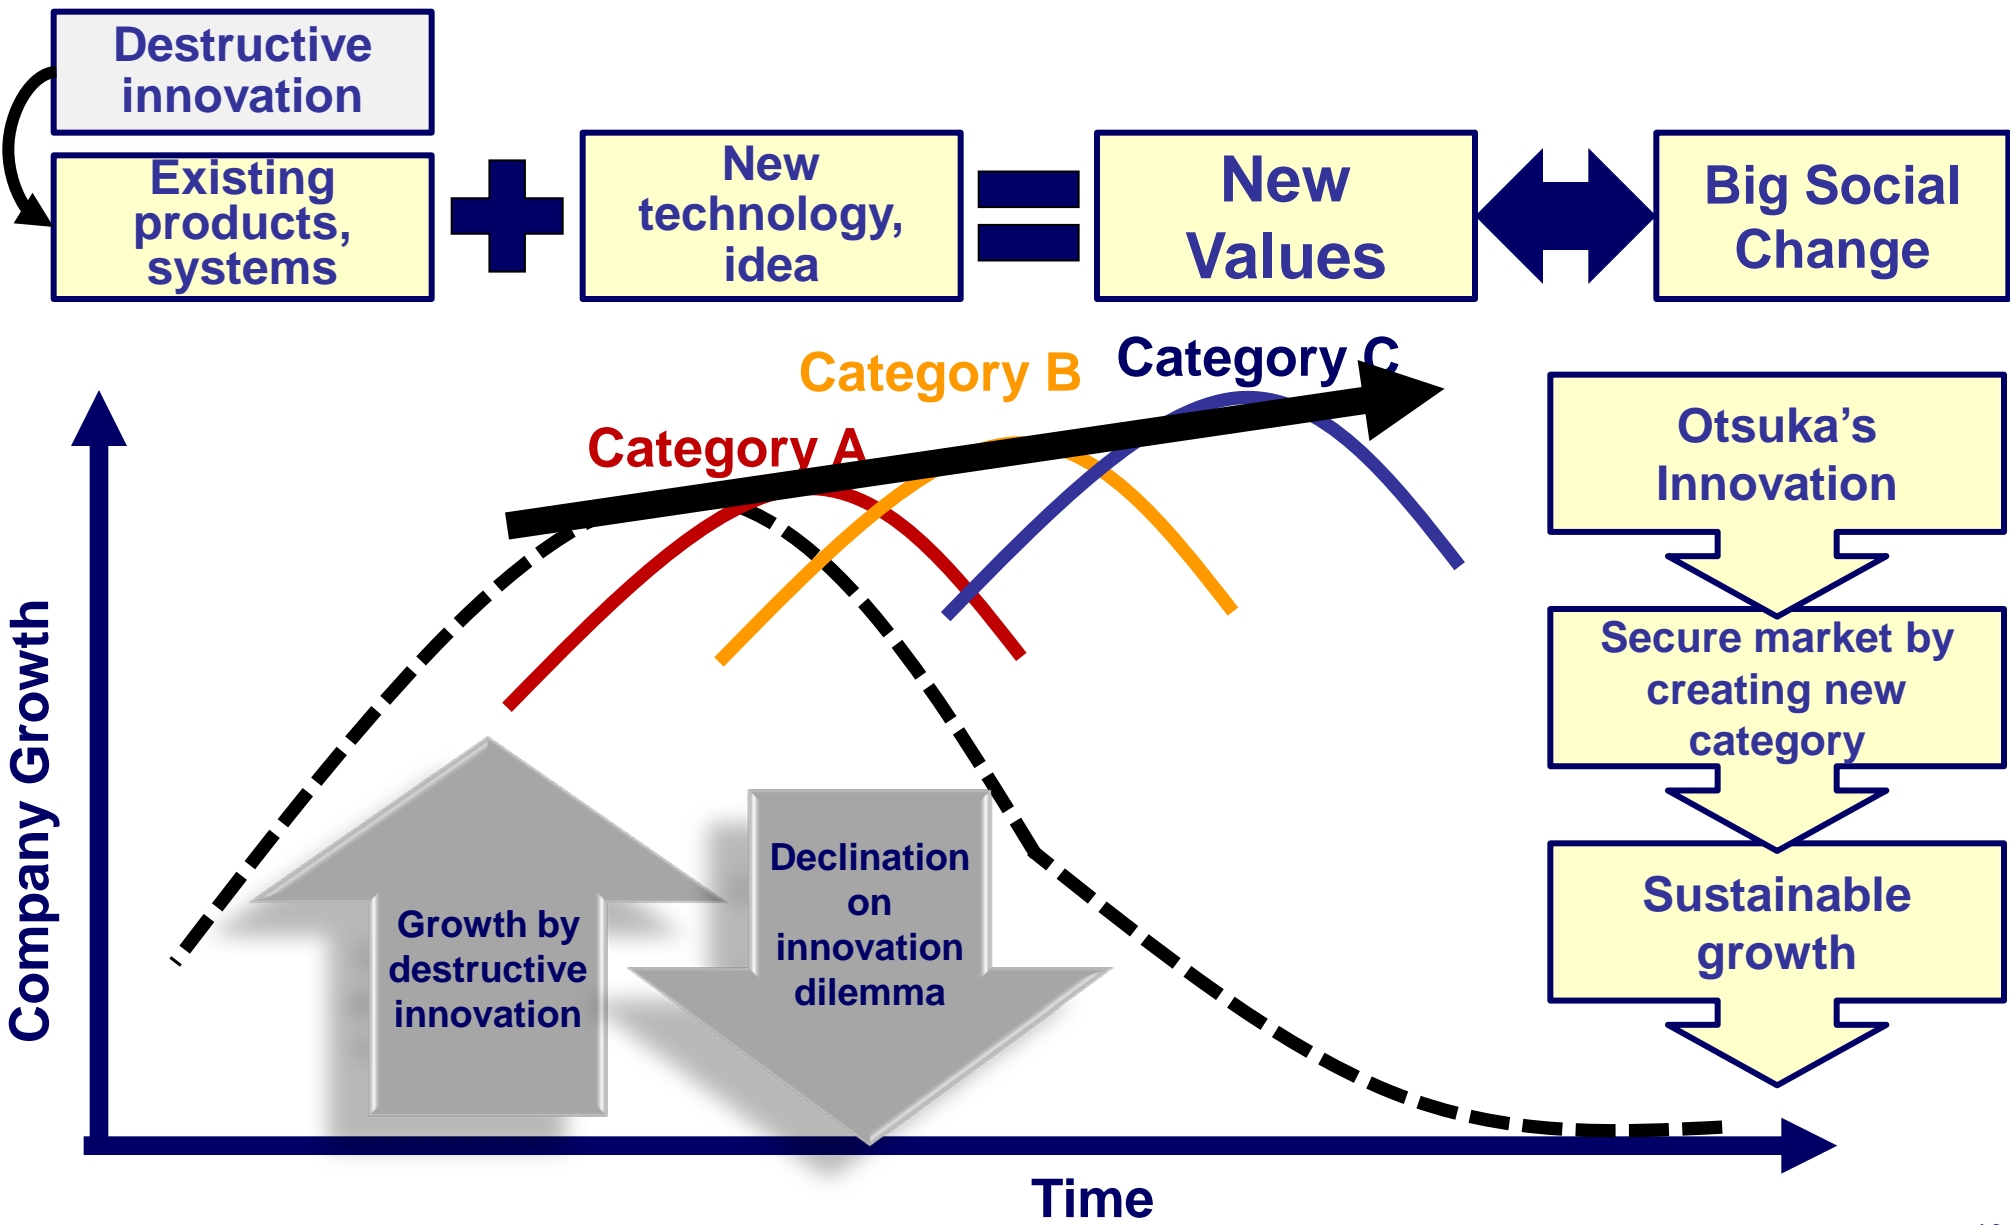 Destructive
innovation
Existing
products,
systems
New
technology,
idea
New
Values
Big Social
Change
Category A
Category B
Category C
Company Growth
Growth by
destructive
innovation
Declination
on
innovation
dilemma
Time
Otsuka’s
Innovation
Secure market by
creating new
category
Sustainable
growth